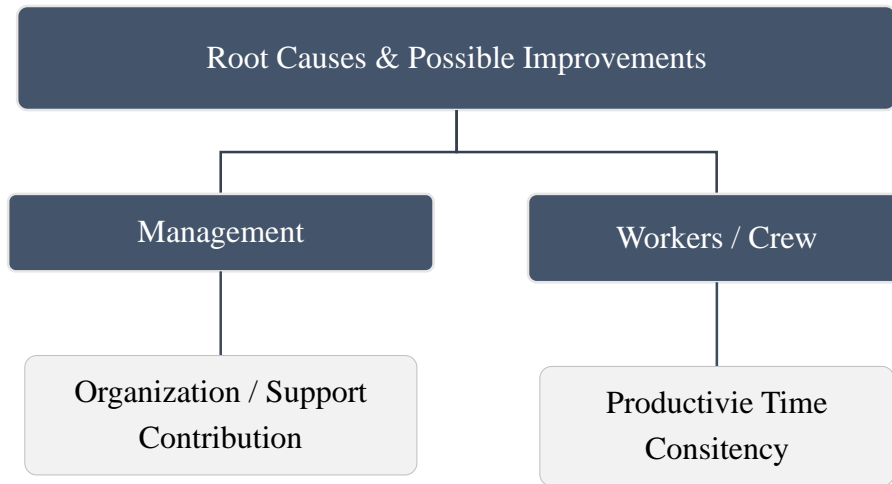 Root Causes & Possible Improvements
Management
Workers / Crew
Organization / Support
Contribution
Productivie Time
Consitency